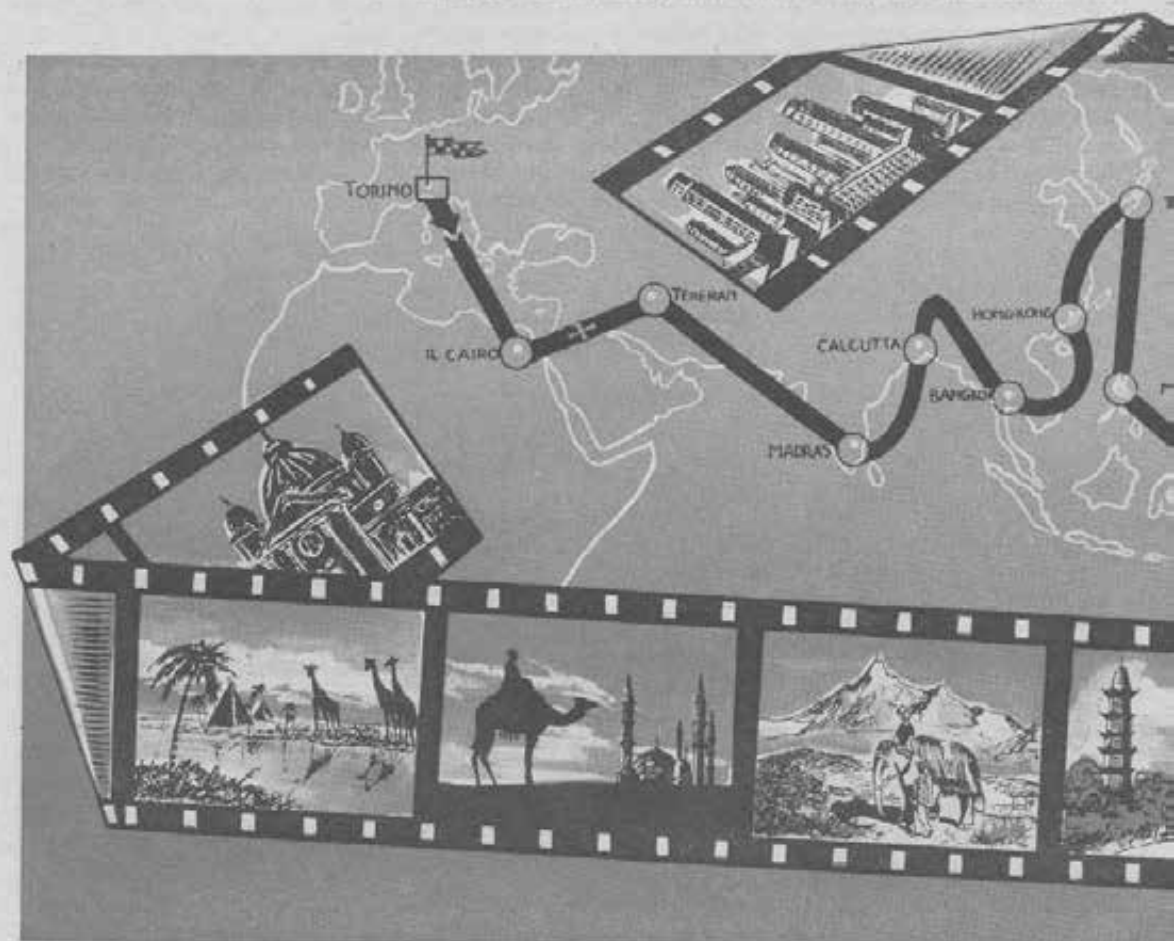 TORINO
IL CAIRO
TEHERAN
MADRAS
CALCUTTA
BANGKOK
HONG-KONG